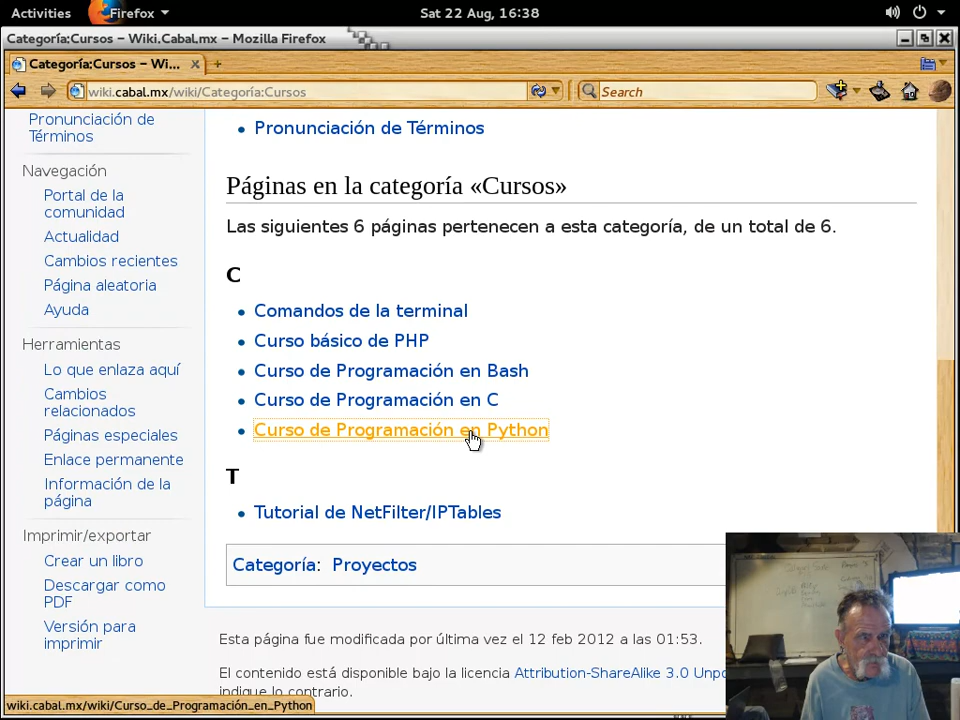 Activities Firefox Sat 22 Aug, 16:38
Categoría:Cursos – Wiki.Cabal.mx – Mozilla Firefox
Categoría:Cursos – Wi...
wiki.cabal.mx/wiki/Categoría:Cursos
Search
Pronunciación de
Términos
Navegación
Portal de la
comunidad
Actualidad
Cambios recientes
Página aleatoria
Ayuda
Herramientas
Lo que enlaza aquí
Cambios
relacionados
Páginas especiales
Enlace permanente
Información de la
página
Imprimir/exportar
Crear un libro
Descargar como
PDF
Versión para
imprimir
Pronunciación de Términos
Páginas en la categoría «Cursos»
Las siguientes 6 páginas pertenecen a esta categoría, de un total de 6.
C
Comandos de la terminal
Curso básico de PHP
Curso de Programación en Bash
Curso de Programación en C
Curso de Programación en Python
T
Tutorial de NetFilter/IPTables
Categoría: Proyectos
Esta página fue modificada por última vez el 12 feb 2012 a las 01:53.
El contenido está disponible bajo la licencia Attribution-ShareAlike 3.0 Unpo
indique lo contrario.
wiki.cabal.mx/wiki/Curso_de_Programación_en_Python